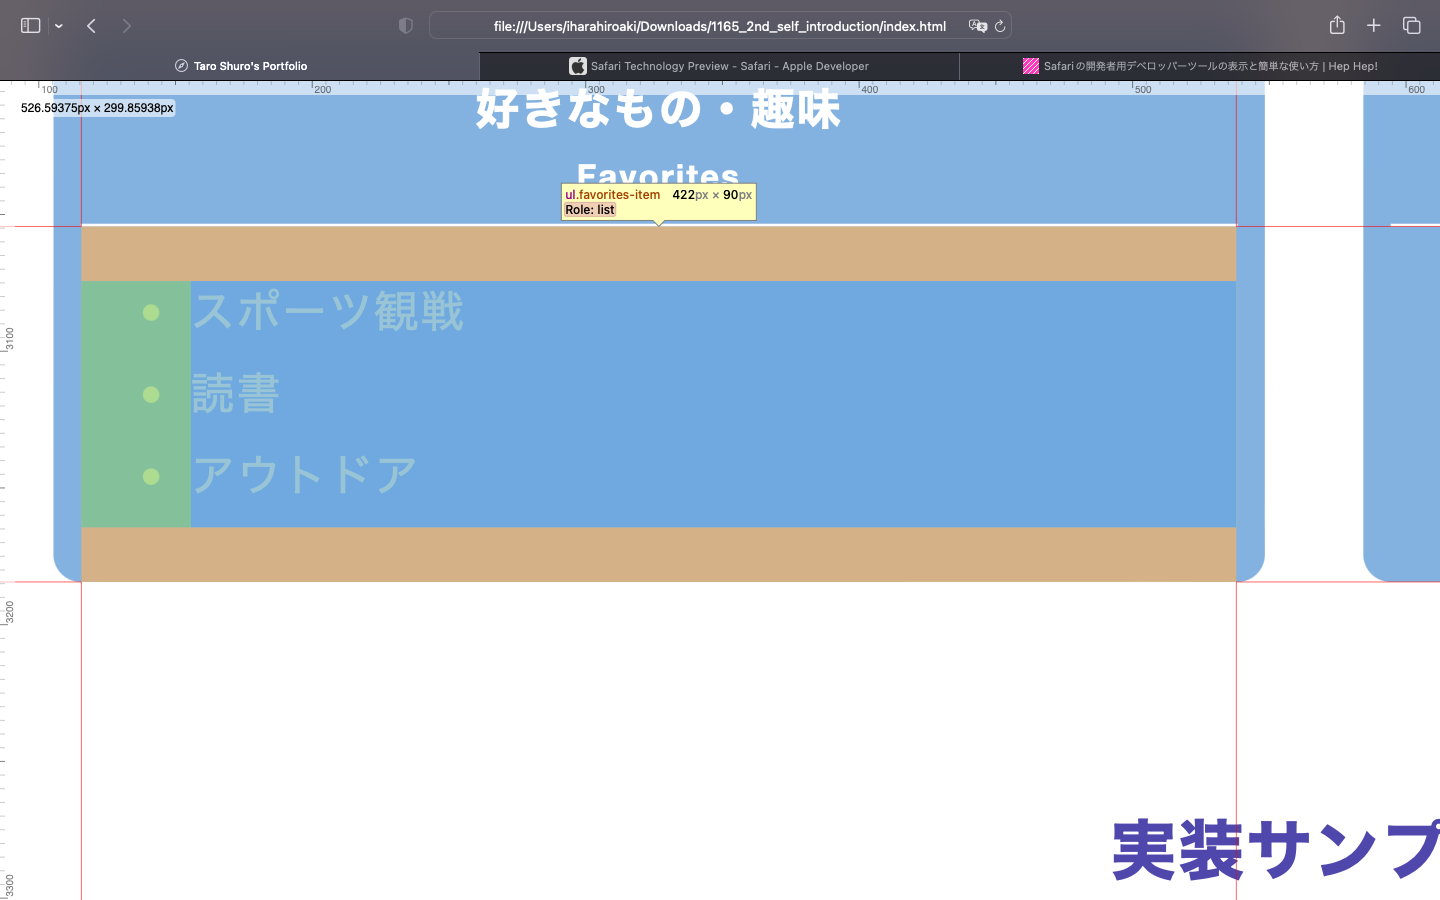 file:///Users/iharahiroaki/Downloads/1165_2nd_self_introduction/index.html
Taro Shuro's Portfolio
Safari Technology Preview - Safari - Apple Developer
Safariの開発者用デベロッパーツールの表示と簡単な使い方 | Hep Hep!
100 200 300 400 500 600
526.59375px × 299.85938px
好きなもの・趣味
Favorites
ul.favorites-item 422px × 90px
Role: list
• スポーツ観戦
3100
• 読書
• アウトドア
3200
実装サンプ
3300